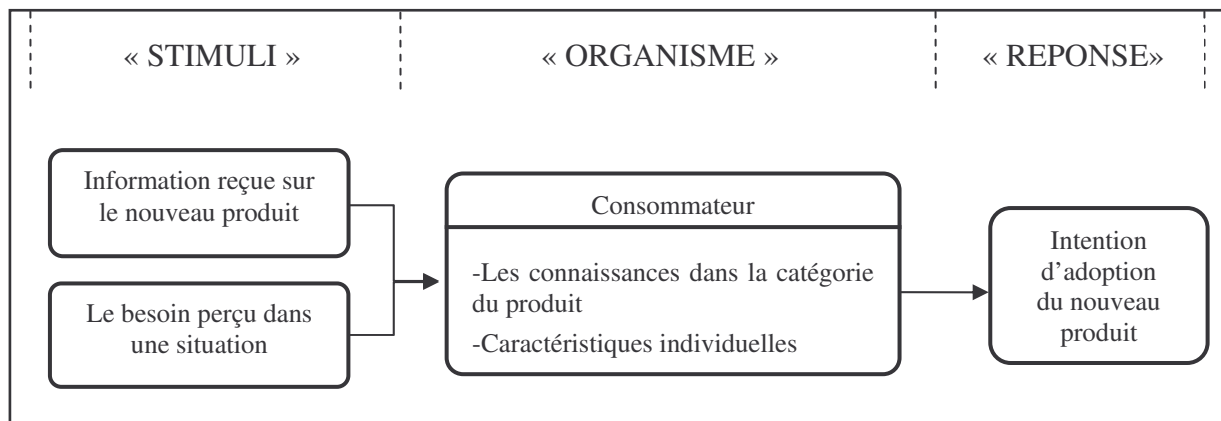 « STIMULI »
« ORGANISME »
« REPONSE»
Information reçue sur
le nouveau produit
Le besoin perçu dans
une situation
Consommateur
-Les connaissances dans la catégorie
du produit
-Caractéristiques individuelles
Intention
d’adoption
du nouveau
produit